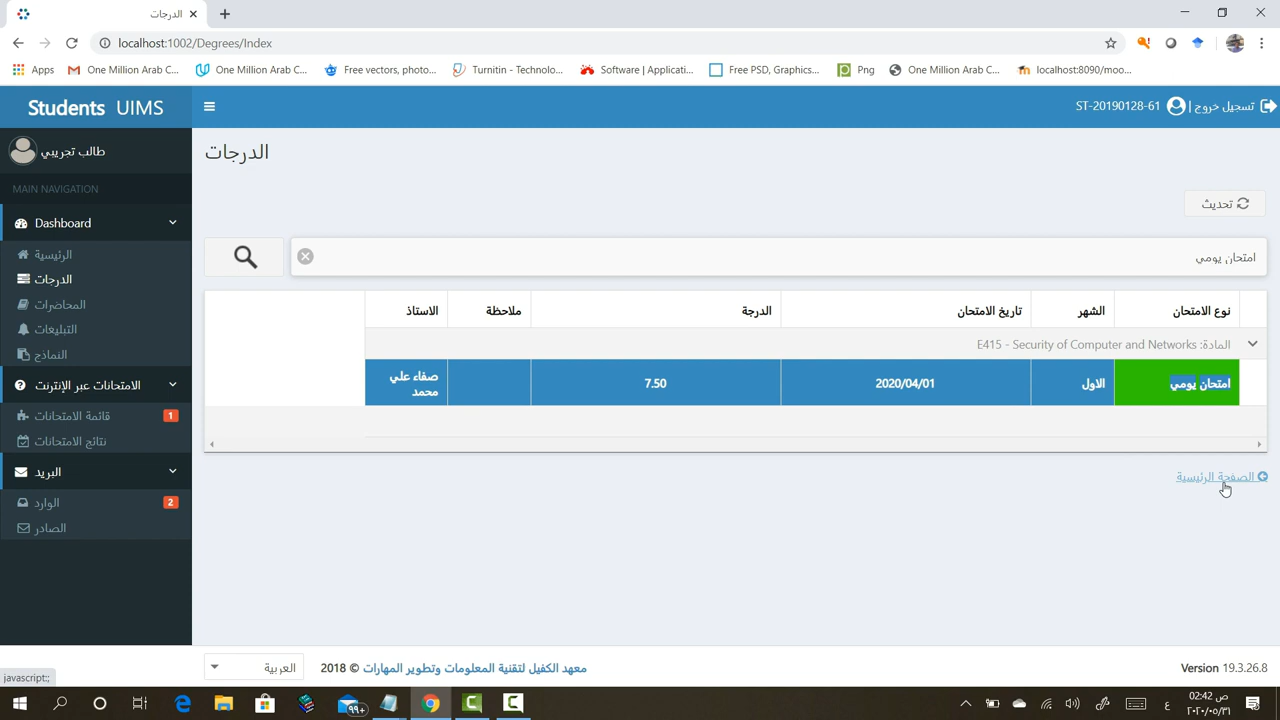 الدرجات
localhost:1002/Degrees/Index
Apps
One Million Arab C...
One Million Arab C...
Free vectors, photo...
Turnitin - Technolo...
Software | Applicati...
Free PSD, Graphics...
Png
One Million Arab C...
localhost:8090/moo...
Students UIMS
ST-20190128-61
تسجيل خروج |
طالب تجريبي
MAIN NAVIGATION
Dashboard
الرئيسية
الدرجات
المحاضرات
التبليغات
النماذج
الامتحانات عبر الإنترنت
قائمة الامتحانات
1
نتائج الامتحانات
البريد
الوارد
2
الصادر
الدرجات
تحديث
امتحان يومي
نوع الامتحان
الشهر
تاريخ الامتحان
الدرجة
ملاحظة
الاستاذ
المادة: E415 - Security of Computer and Networks
امتحان يومي
الاول
2020/04/01
7.50
صفاء علي
محمد
الصفحة الرئيسية
العربية
معهد الكفيل لتقنية المعلومات وتطوير المهارات © 2018
Version 19.3.26.8
javascript:;
99+
ع
02:42 ص